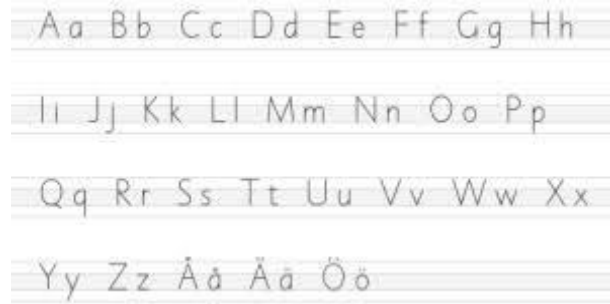 Aa Bb Cc Dd Ee Ff Gg Hh
Ii Jj Kk Ll Mm Nn Oo Pp
Qq Rr Ss Tt Uu Vv Ww Xx
Yy Zz Åå Ää Öö